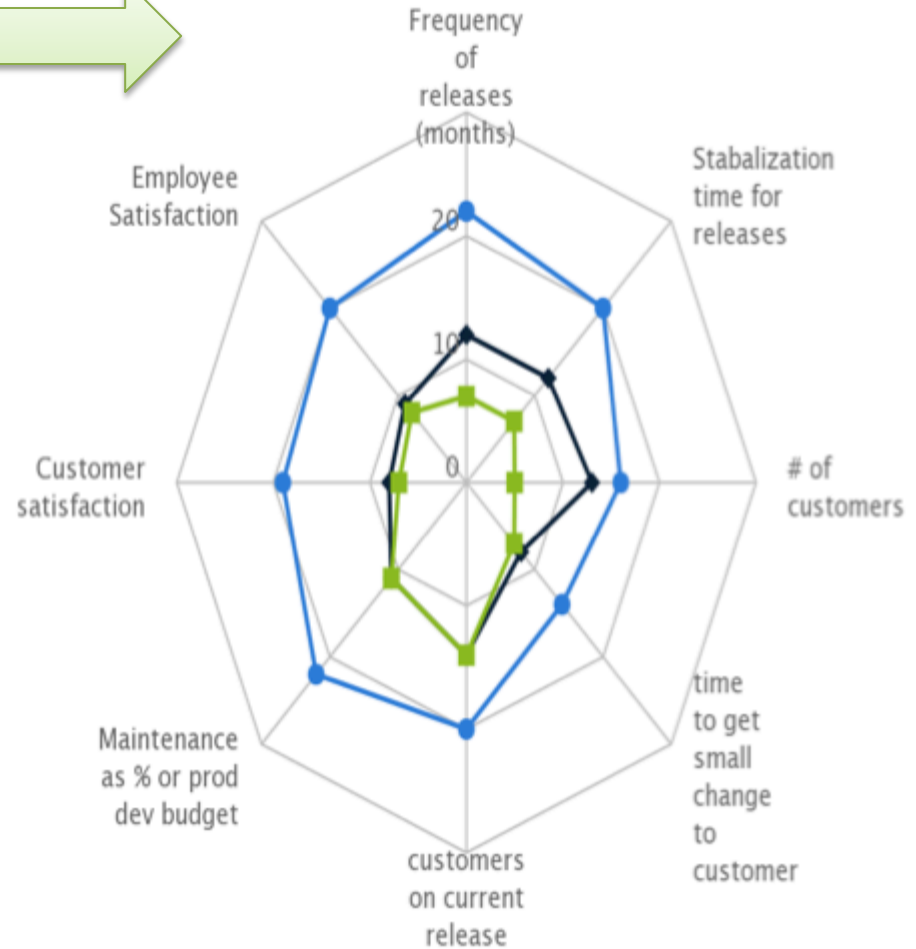 Frequency
of
releases
(months)
Stabalization
time for
releases
# of
customers
time
to get
small
change
to
customer
customers
on current
release
Maintenance
as % or prod
dev budget
Customer
satisfaction
Employee
Satisfaction
20
10
0